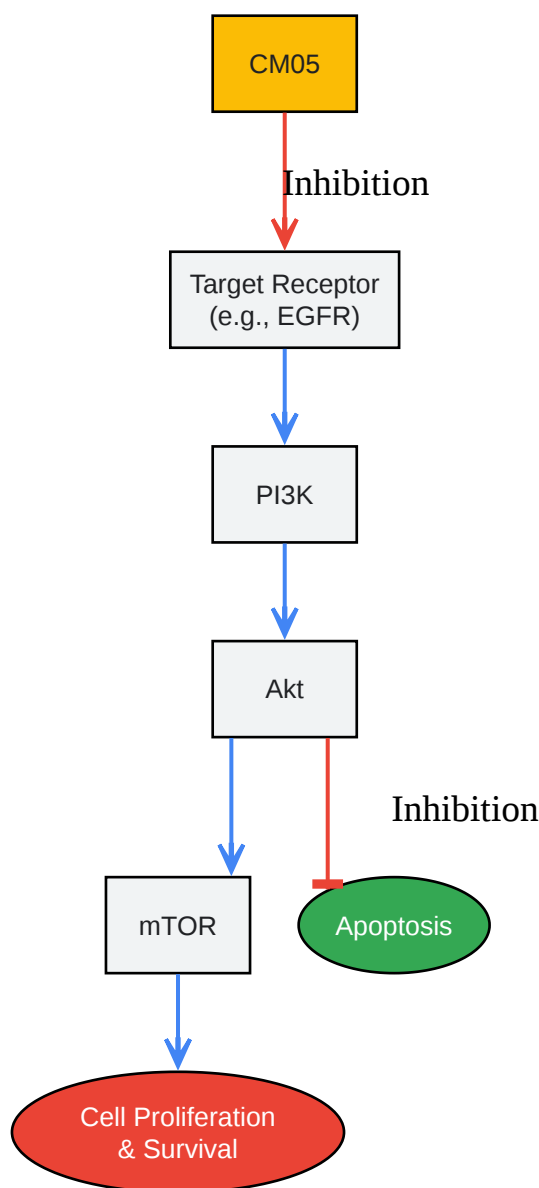 CM05
Inhibition
Target Receptor
(e.g., EGFR)
PI3K
Akt
Inhibition
mTOR
Apoptosis
Cell Proliferation
& Survival